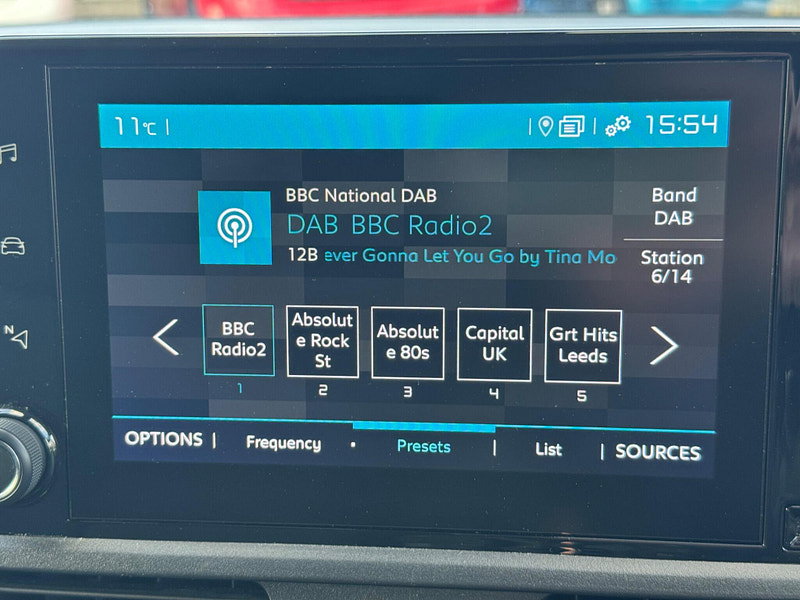 11°C
15:54
BBC National DAB
DAB BBC Radio2
12B ever Gonna Let You Go by Tina Mo
Band
DAB
Station
6/14
N
BBC
Radio2
1
Absolut
e Rock
St
2
Absolut
e 80s
3
Capital
UK
4
Grt Hits
Leeds
5
OPTIONS
Frequency
Presets
List
SOURCES